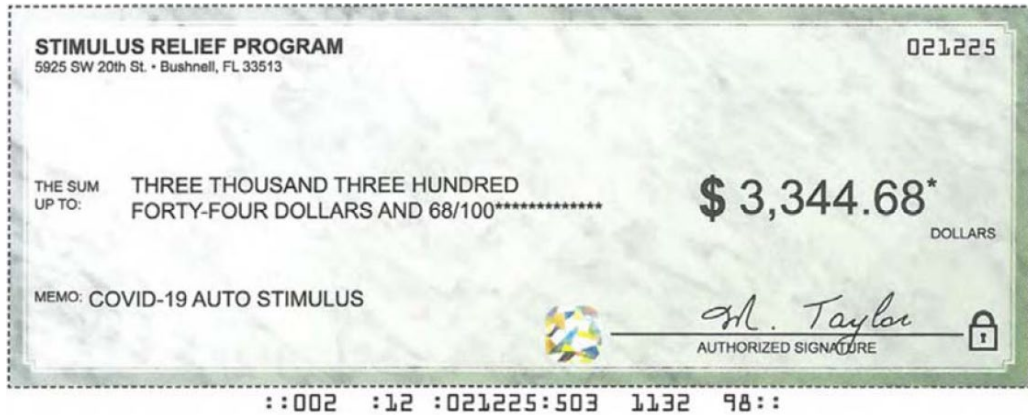 STIMULUS RELIEF PROGRAM
5925 SW 20th St. • Bushnell, FL 33513
021225
THE SUM UP TO:
THREE THOUSAND THREE HUNDRED
FORTY-FOUR DOLLARS AND 68/100*************
$ 3,344.68*
DOLLARS
MEMO: COVID-19 AUTO STIMULUS
M. Taylor
AUTHORIZED SIGNATURE
::002 :12 :021225:503 1132 98::